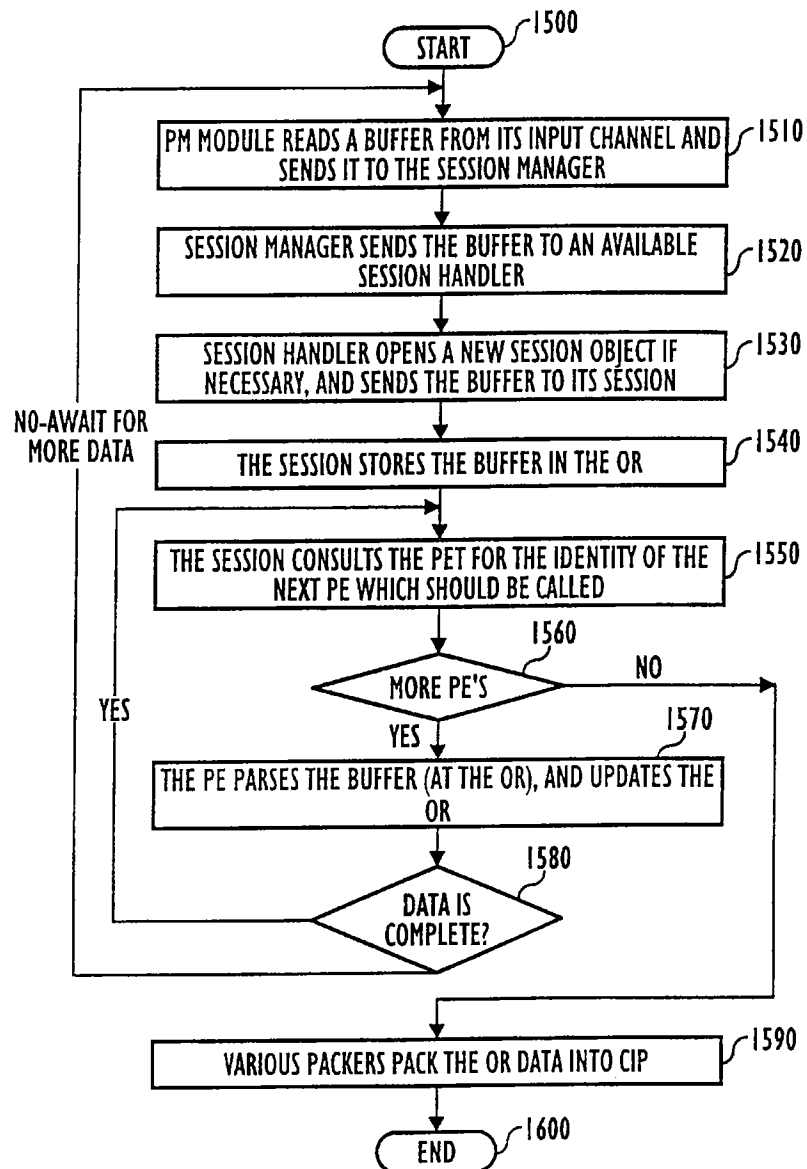 START
1500
PM MODULE READS A BUFFER FROM ITS INPUT CHANNEL AND
SENDS IT TO THE SESSION MANAGER
1510
SESSION MANAGER SENDS THE BUFFER TO AN AVAILABLE
SESSION HANDLER
1520
SESSION HANDLER OPENS A NEW SESSION OBJECT IF
NECESSARY, AND SENDS THE BUFFER TO ITS SESSION
1530
NO-AWAIT FOR
MORE DATA
THE SESSION STORES THE BUFFER IN THE OR
1540
THE SESSION CONSULTS THE PET FOR THE IDENTITY OF THE
NEXT PE WHICH SHOULD BE CALLED
1550
1560
MORE PE'S
NO
YES
YES
1570
THE PE PARSES THE BUFFER (AT THE OR), AND UPDATES THE
OR
1580
DATA IS
COMPLETE?
VARIOUS PACKERS PACK THE OR DATA INTO CIP
1590
END
1600